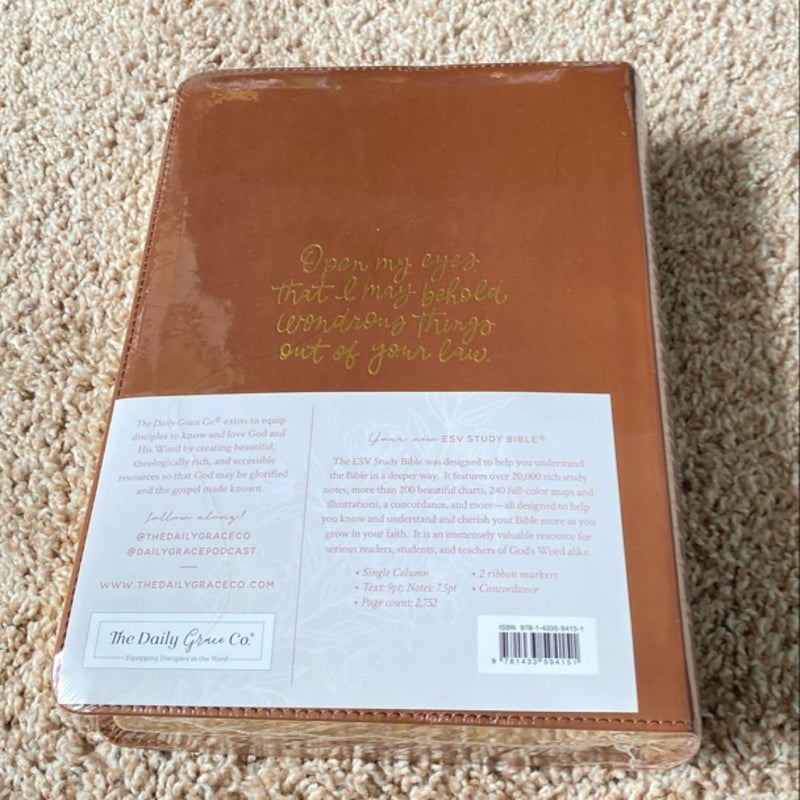 Open my eyes,
that I may behold
wondrous things
out of your law.
The Daily Grace Co.® exists to equip
disciples to know and love God and
His Word by creating beautiful,
theologically rich, and accessible
resources so that God may be glorified
and the gospel made known.
follow along!
@THEDAILYGRACECO
@DAILYGRACEPODCAST
WWW.THEDAILYGRACECO.COM
The Daily Grace Co.®
Equipping Disciples in the Word
Your new ESV STUDY BIBLE®
The ESV Study Bible was designed to help you understand
the Bible in a deeper way. It features over 20,000 rich study
notes, more than 200 beautiful charts, 240 full-color maps and
illustrations, a concordance, and more—all designed to help
you know and understand and cherish your Bible more as you
grow in your faith. It is an immensely valuable resource for
serious readers, students, and teachers of God's Word alike.
• Single Column
• Text: 9pt; Notes: 7.5pt
• Page count: 2,752
• 2 ribbon markers
• Concordance
ISBN 978-1-4335-9415-1
9 781433 594151